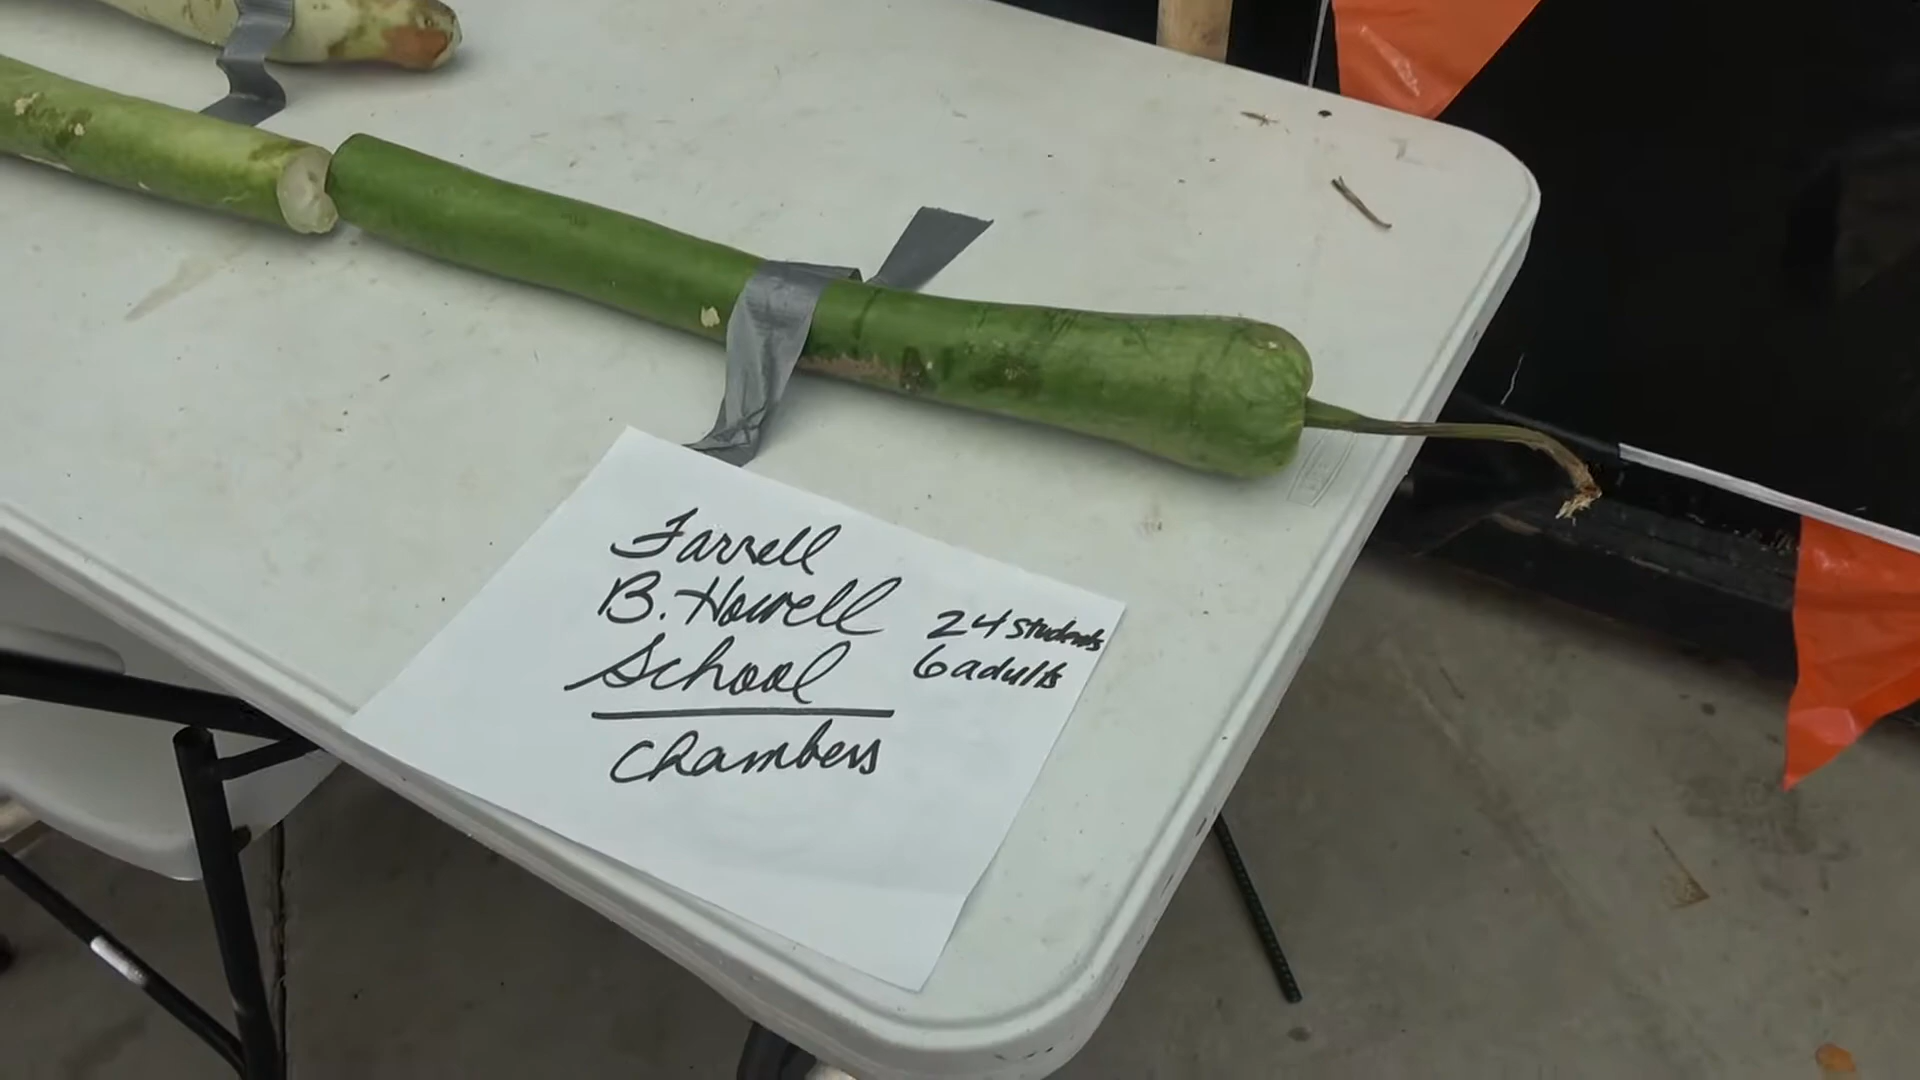 Farrell
B. Howell
School
Chambers
24 students
6 adults